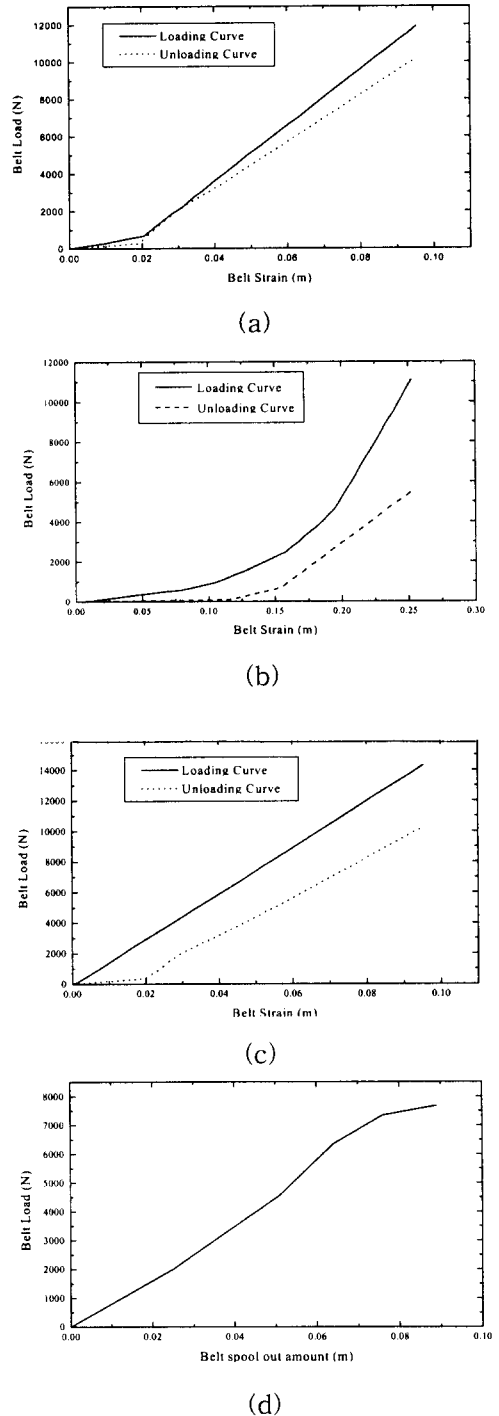 12000
10000
8000
6000
4000
2000
0
Belt Load (N)
Loading Curve
Unloading Curve
0.00 0.02 0.04 0.06 0.08 0.10
Belt Strain (m)
(a)
12000
10000
8000
6000
4000
2000
0
Belt Load (N)
Loading Curve
Unloading Curve
0.00 0.05 0.10 0.15 0.20 0.25 0.30
Belt Strain (m)
(b)
14000
12000
10000
8000
6000
4000
2000
0
Belt Load (N)
Loading Curve
Unloading Curve
0.00 0.02 0.04 0.06 0.08 0.10
Belt Strain (m)
(c)
8000
7000
6000
5000
4000
3000
2000
1000
0
Belt Load (N)
0.00 0.02 0.04 0.06 0.08 0.10
Belt spool out amount (m)
(d)